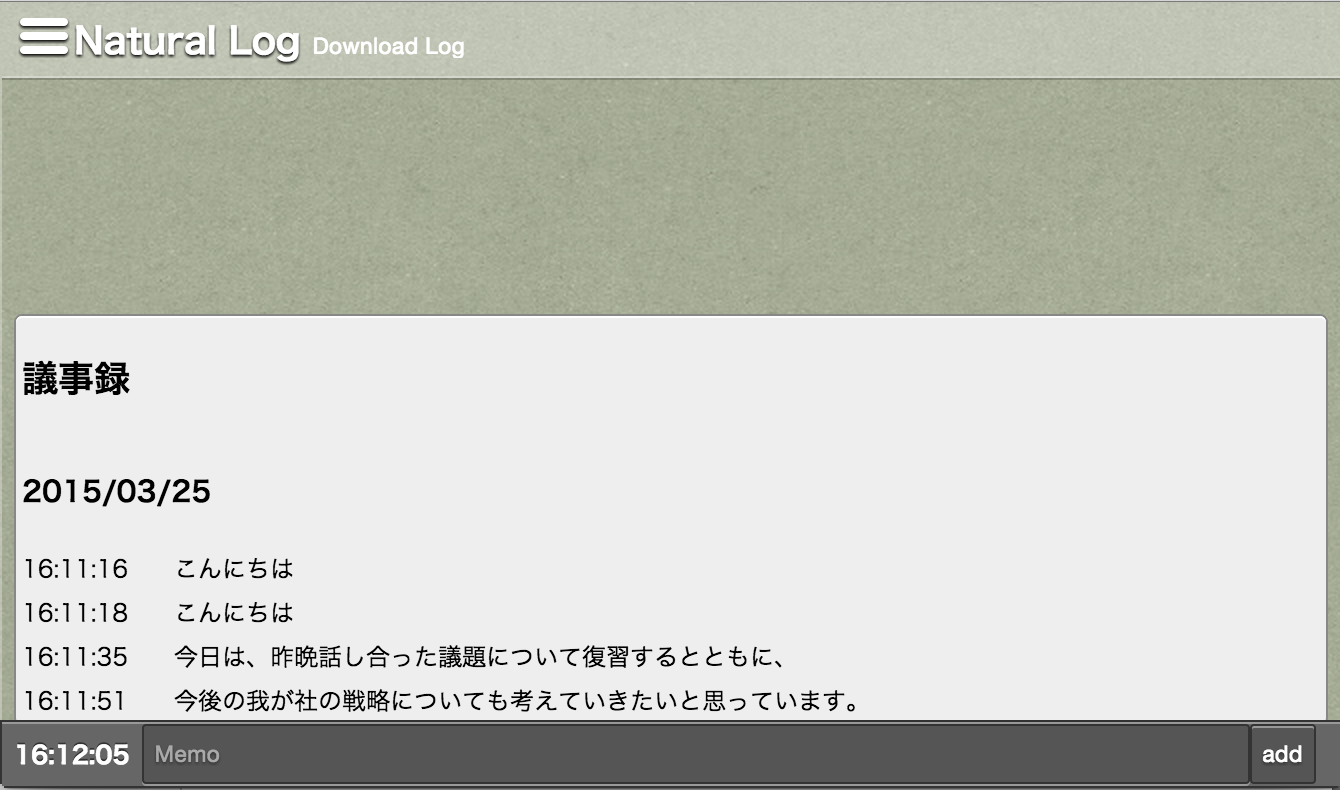 Natural Log Download Log
議事録
2015/03/25
16:11:16 こんにちは
16:11:18 こんにちは
16:11:35 今日は、昨晩話し合った議題について復習するとともに、
16:11:51 今後の我が社の戦略についても考えていきたいと思っています。
16:12:05 Memo add